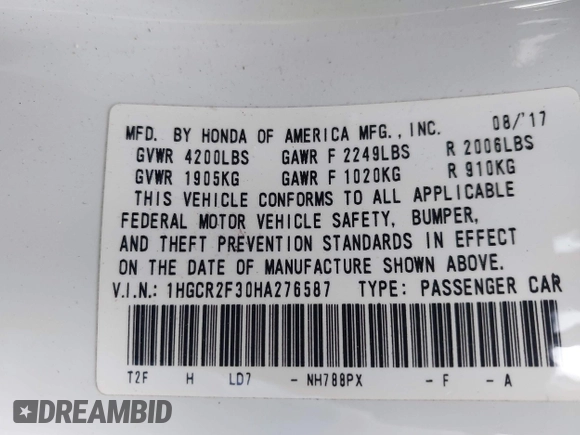 MFD. BY HONDA OF AMERICA MFG., INC. 08/'17
GVWR 4200LBS GAWR F 2249LBS R 2006LBS
GVWR 1905KG GAWR F 1020KG R 910KG
THIS VEHICLE CONFORMS TO ALL APPLICABLE
FEDERAL MOTOR VEHICLE SAFETY, BUMPER,
AND THEFT PREVENTION STANDARDS IN EFFECT
ON THE DATE OF MANUFACTURE SHOWN ABOVE.
V.I.N.: 1HGCR2F30HA276587 TYPE: PASSENGER CAR
T2F H LD7 - NH788PX - F - A
DREAMBID